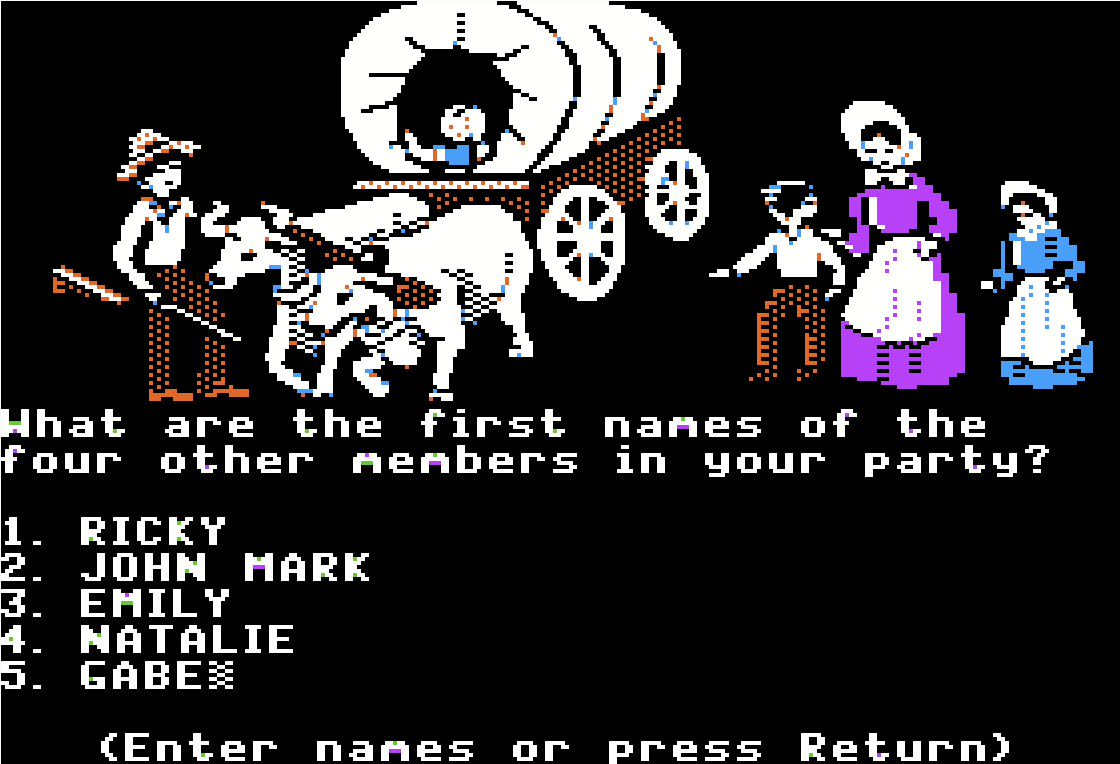 What are the first names of the
four other members in your party?
1. RICKY
2. JOHN MARK
3. EMILY
4. NATALIE
5. GABE
(Enter names or press Return)